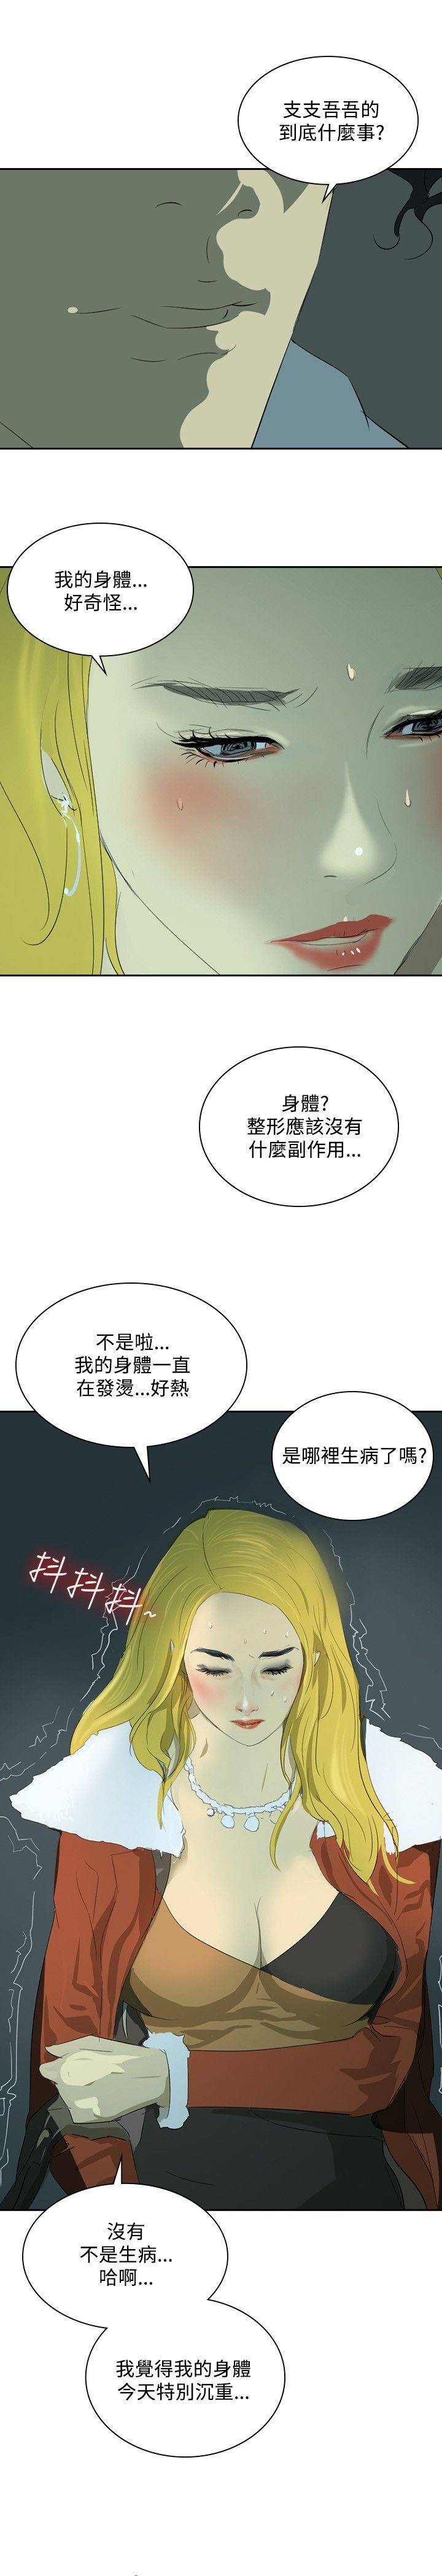 支支吾吾的
到底什麼事?
我的身體...
好奇怪...
身體?
整形應該沒有
什麼副作用...
不是啦...
我的身體一直
在發燙...好熱
是哪裡生病了嗎?
抖抖抖~
沒有
不是生病...
哈啊...
我覺得我的身體
今天特別沉重...